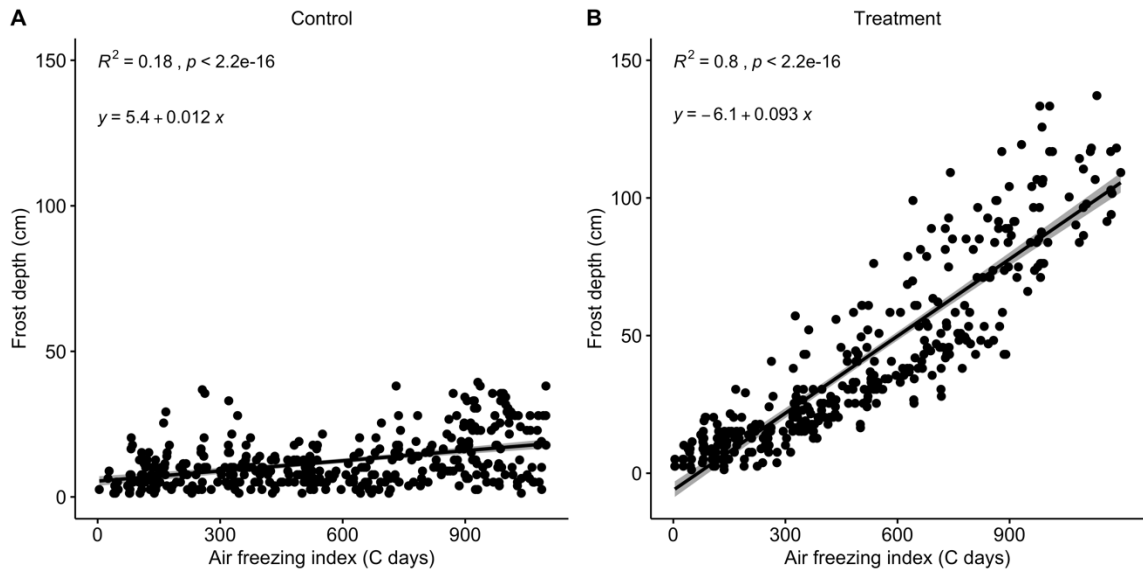 A
Control
R² = 0.18 , p < 2.2e-16
y = 5.4 + 0.012 x
150
100
50
0
Frost depth (cm)
0 300 600 900
Air freezing index (C days)
B
Treatment
R² = 0.8 , p < 2.2e-16
y = −6.1 + 0.093 x
150
100
50
0
Frost depth (cm)
0 300 600 900
Air freezing index (C days)